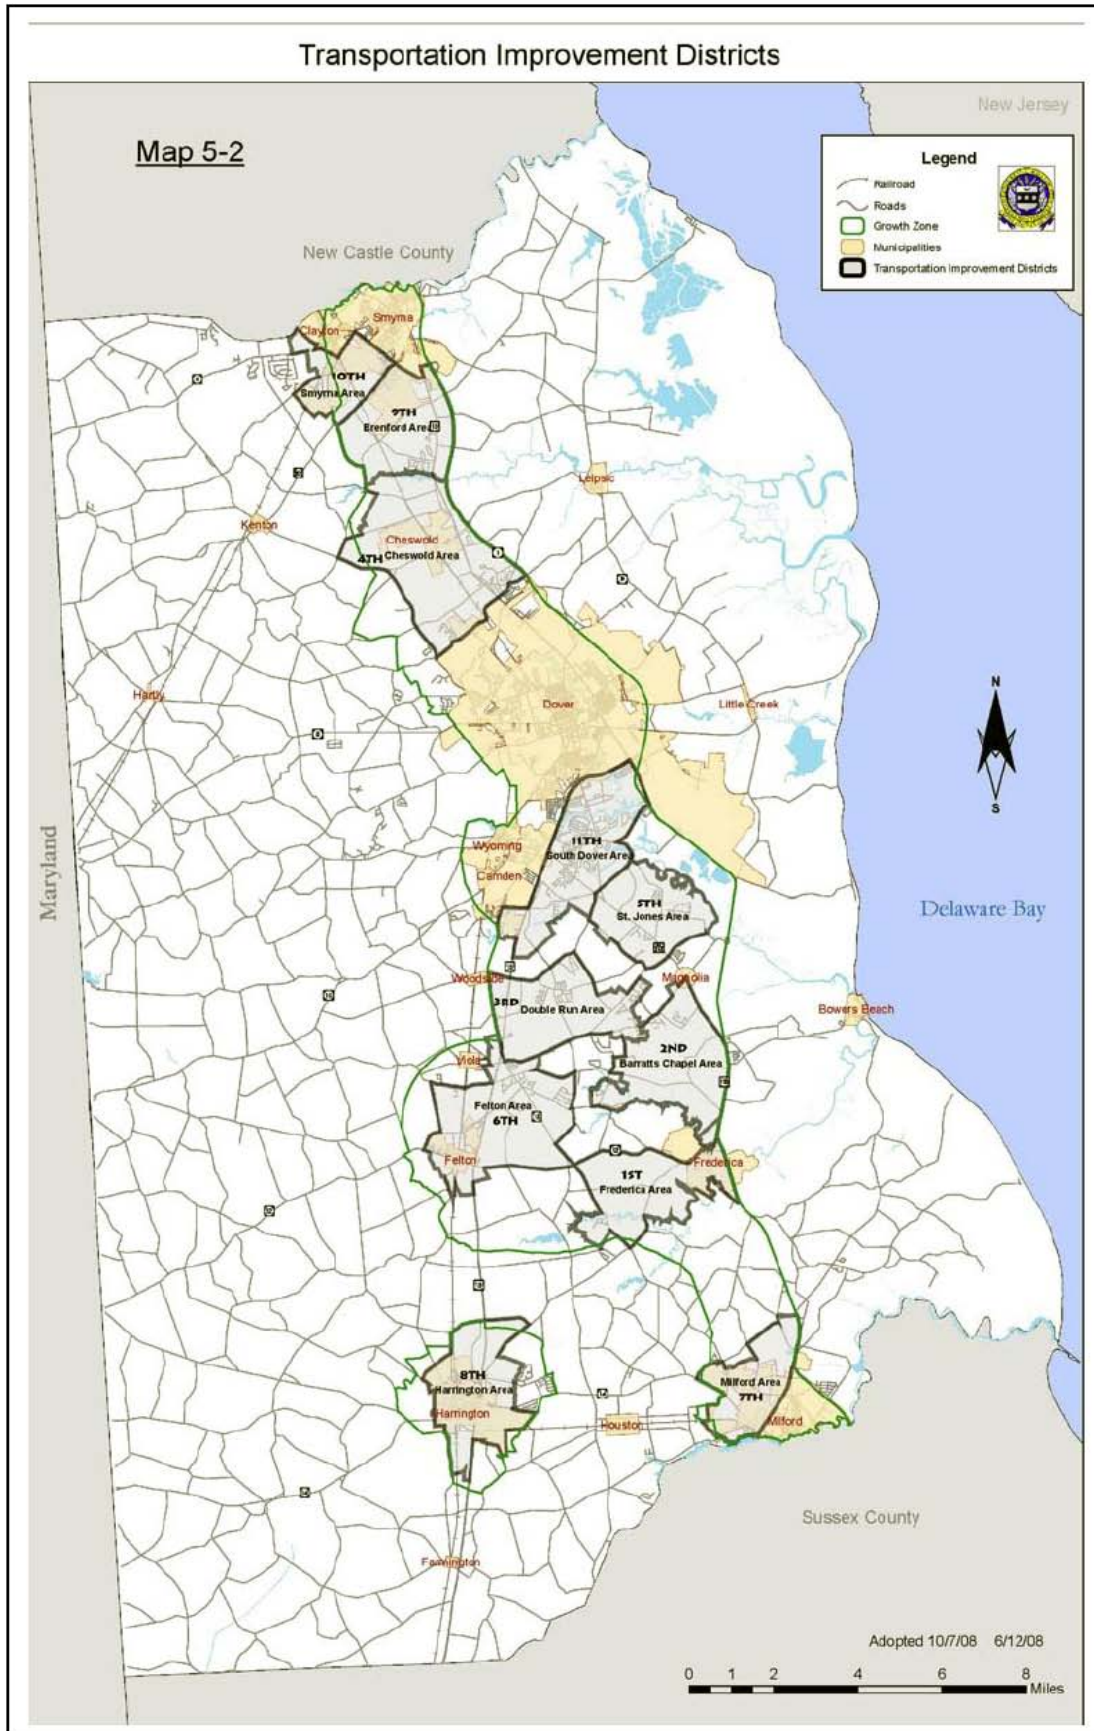 Transportation Improvement Districts
Map 5-2
New Jersey
Legend
Railroad
Roads
Growth Zone
Municipalities
Transportation Improvement Districts
New Castle County
Clayton
Smyrna
10TH
Smyrna Area
9TH
Brenford Area
Leipsic
Kenton
Cheswold
4TH Cheswold Area
Hartly
Dover
Little Creek
Maryland
Wyoming
Camden
11TH
South Dover Area
5TH
St. Jones Area
Delaware Bay
N
S
Woodside
Magnolia
3RD
Double Run Area
Bowers Beach
2ND
Barratts Chapel Area
Viola
Felton Area
6TH
Felton
Frederica
1ST
Frederica Area
8TH
Harrington Area
Harrington
Milford Area
7TH
Milford
Houston
Sussex County
Farmington
Adopted 10/7/08 6/12/08
0 1 2 4 6 8
Miles